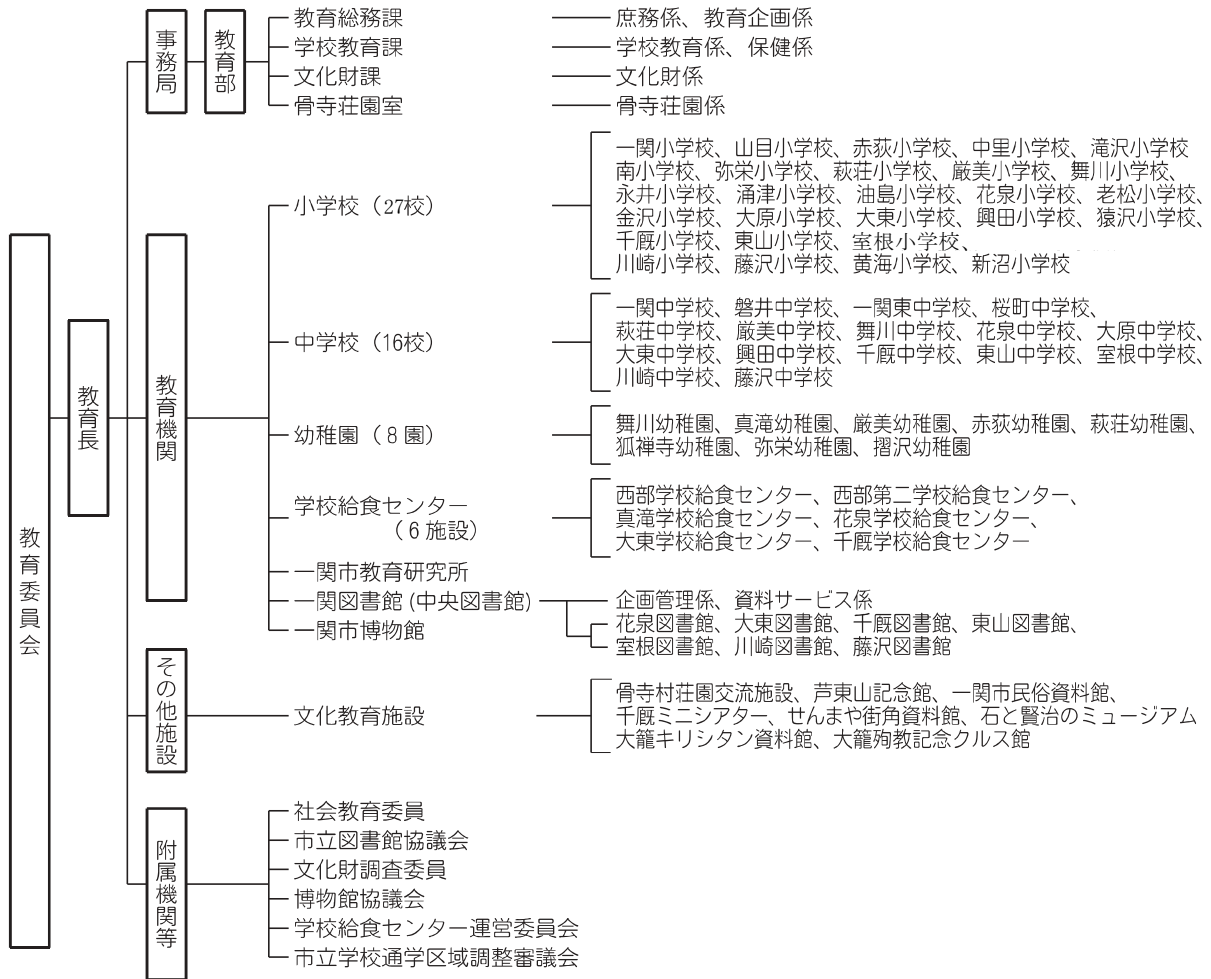 教育委員会
教育長
事務局
教育部
教育総務課 庶務係、教育企画係
学校教育課 学校教育係、保健係
文化財課 文化財係
骨寺荘園室 骨寺荘園係
教育機関
小学校（27校）
一関小学校、山目小学校、赤荻小学校、中里小学校、滝沢小学校
南小学校、弥栄小学校、萩荘小学校、厳美小学校、舞川小学校、
永井小学校、涌津小学校、油島小学校、花泉小学校、老松小学校、
金沢小学校、大原小学校、大東小学校、興田小学校、猿沢小学校、
千厩小学校、東山小学校、室根小学校、
川崎小学校、藤沢小学校、黄海小学校、新沼小学校
中学校（16校）
一関中学校、磐井中学校、一関東中学校、桜町中学校、
萩荘中学校、厳美中学校、舞川中学校、花泉中学校、大原中学校、
大東中学校、興田中学校、千厩中学校、東山中学校、室根中学校、
川崎中学校、藤沢中学校
幼稚園（８園）
舞川幼稚園、真滝幼稚園、厳美幼稚園、赤荻幼稚園、萩荘幼稚園、
狐禅寺幼稚園、弥栄幼稚園、摺沢幼稚園
学校給食センター
（６施設）
西部学校給食センター、西部第二学校給食センター、
真滝学校給食センター、花泉学校給食センター、
大東学校給食センター、千厩学校給食センター
一関市教育研究所
一関図書館(中央図書館) 企画管理係、資料サービス係
花泉図書館、大東図書館、千厩図書館、東山図書館、
室根図書館、川崎図書館、藤沢図書館
一関市博物館
その他施設
文化教育施設
骨寺村荘園交流施設、芦東山記念館、一関市民俗資料館、
千厩ミニシアター、せんまや街角資料館、石と賢治のミュージアム
大籠キリシタン資料館、大籠殉教記念クルス館
附属機関等
社会教育委員
市立図書館協議会
文化財調査委員
博物館協議会
学校給食センター運営委員会
市立学校通学区域調整審議会